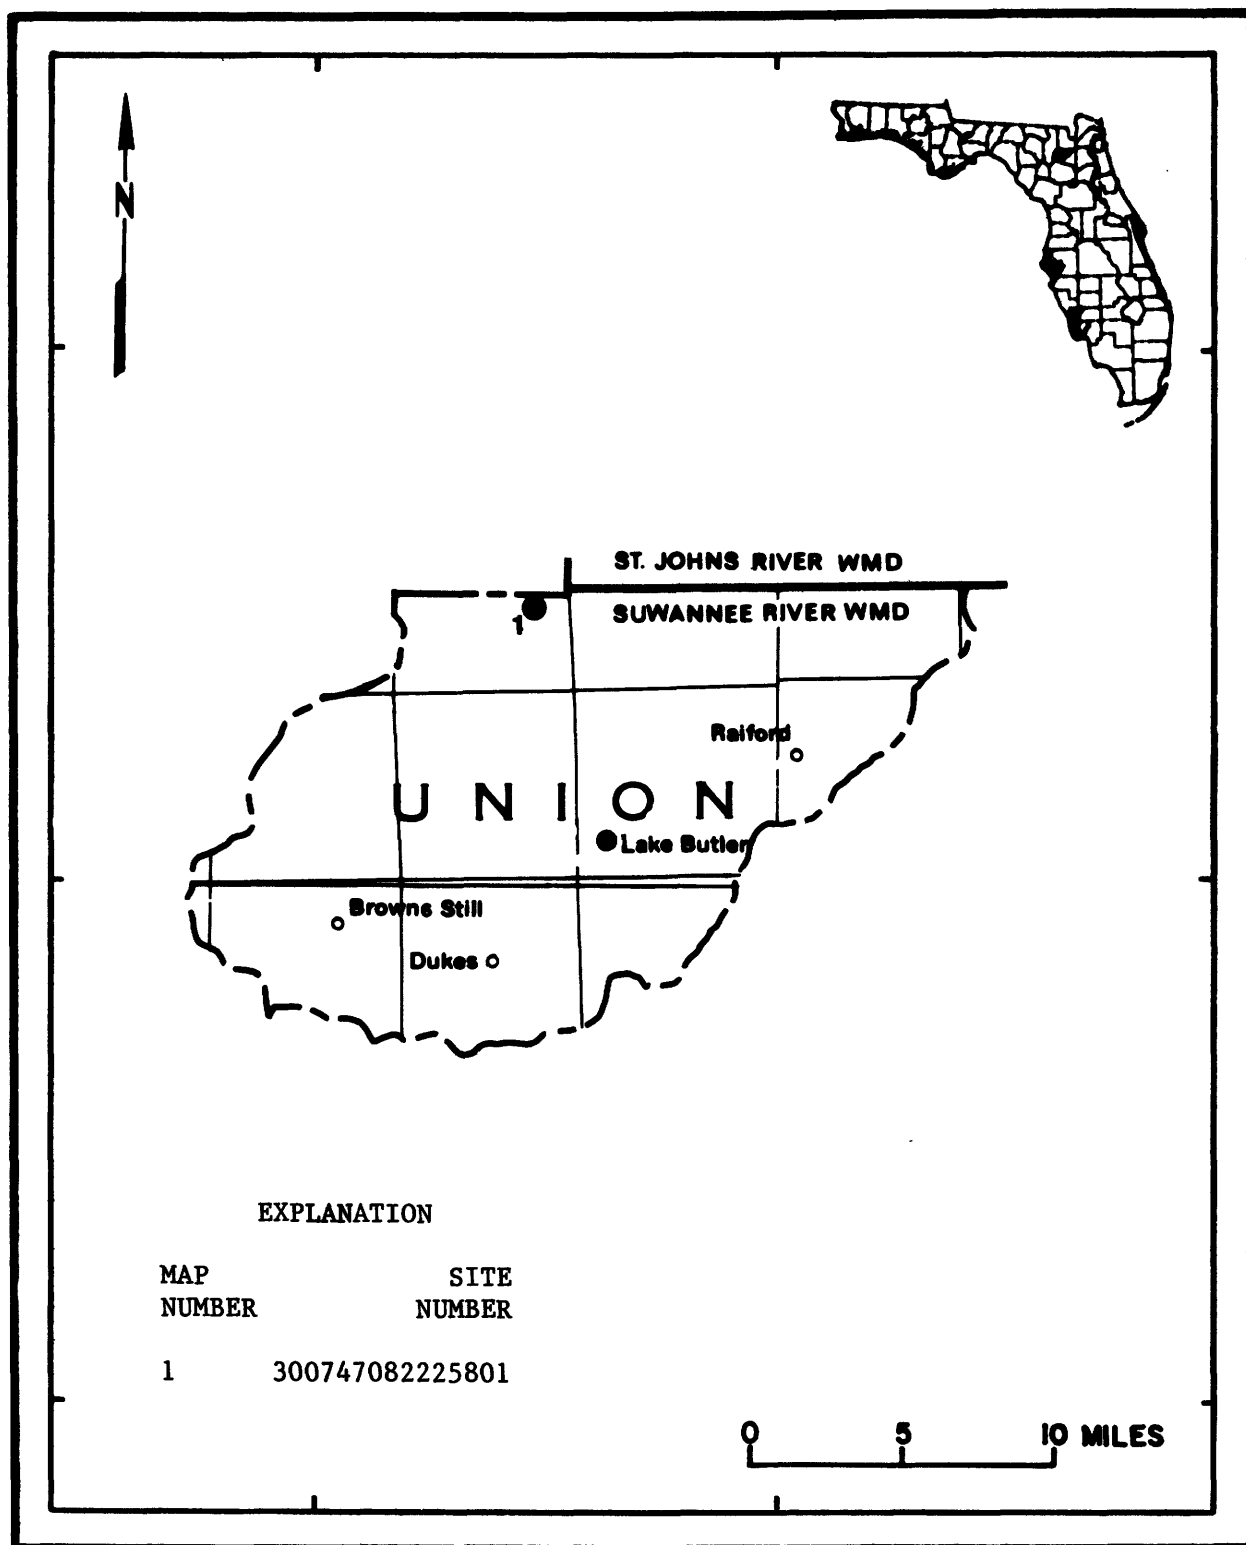 N
ST. JOHNS RIVER WMD
SUWANNEE RIVER WMD
1
Raiford
UNION
Lake Butler
Browns Still
Dukes
EXPLANATION
MAP SITE
NUMBER NUMBER
1 300747082225801
0 5 10 MILES